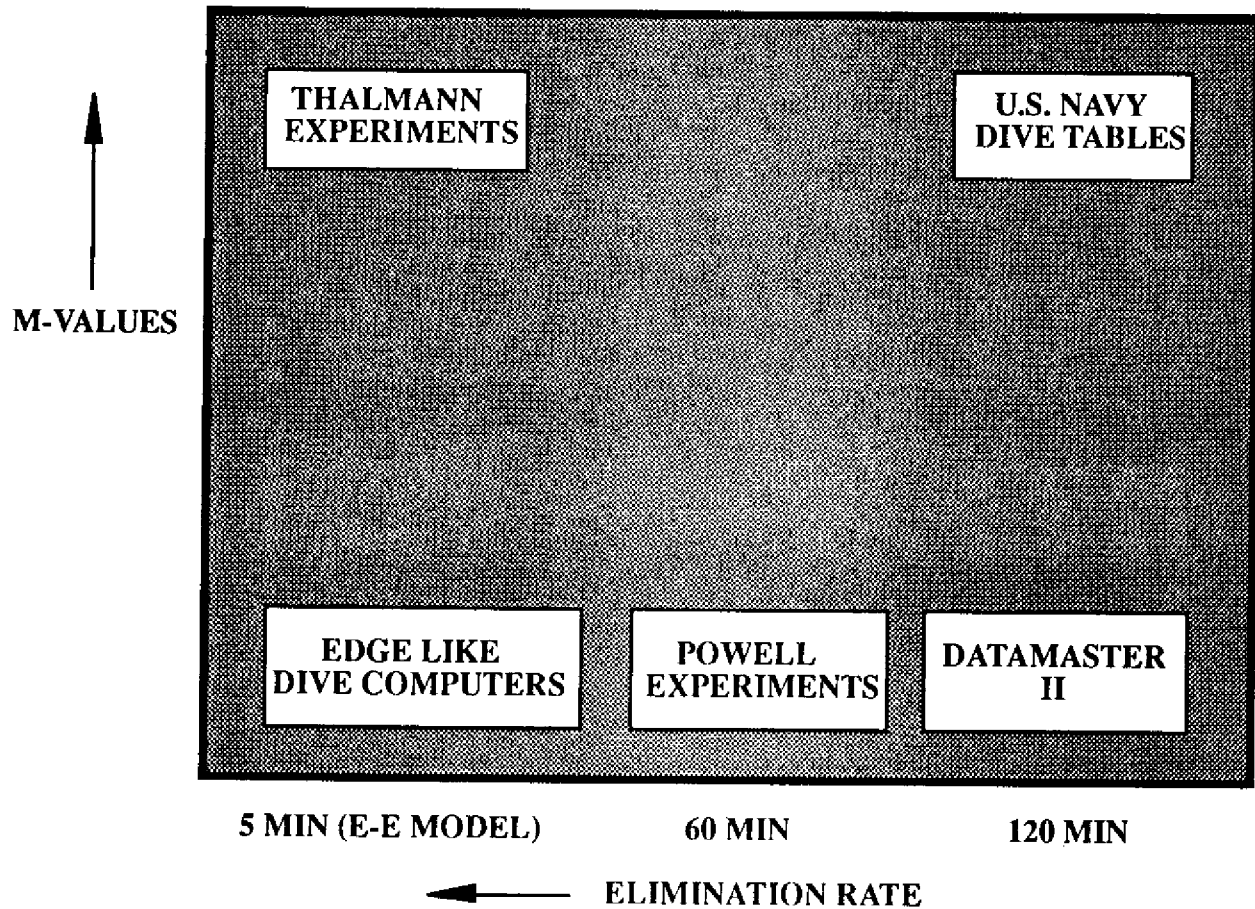 THALMANN
EXPERIMENTS
U.S. NAVY
DIVE TABLES
M-VALUES
EDGE LIKE
DIVE COMPUTERS
POWELL
EXPERIMENTS
DATAMASTER
II
5 MIN (E-E MODEL)
60 MIN
120 MIN
ELIMINATION RATE